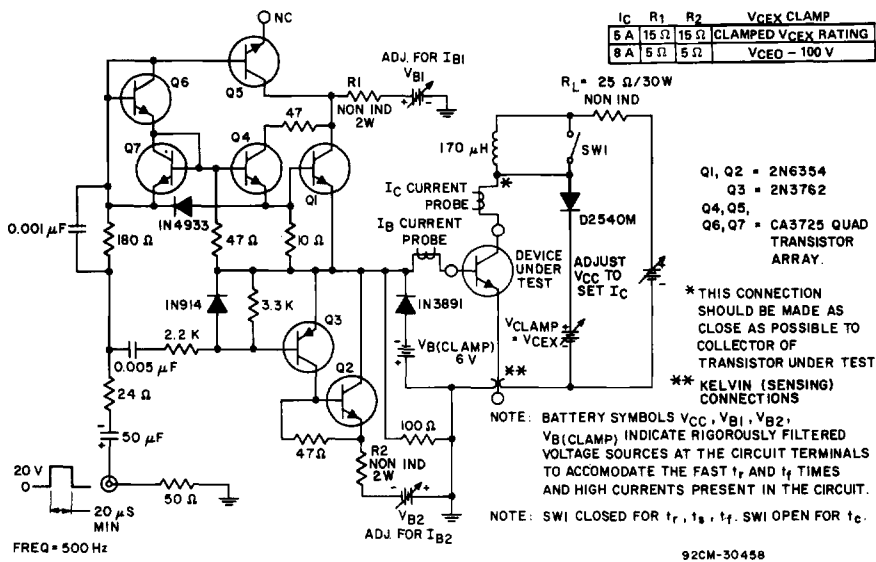 IC R1 R2 VCEX CLAMP
5 A 15 Ω 15 Ω CLAMPED VCEX RATING
8 A 5 Ω 5 Ω VCEO – 100 V
NC
Q5
Q6
ADJ. FOR IB1
VB1
+ -
R1
NON IND
2W
RL = 25 Ω/30W
NON IND
47
Q7
Q4
Q1
170 μH
SW1
*
IC CURRENT
PROBE
D2540M
0.001 μF
180 Ω
1N4933
47 Ω
10 Ω
IB CURRENT
PROBE
DEVICE
UNDER
TEST
ADJUST
VCC TO
SET IC
+
-
Q1, Q2 = 2N6354
Q3 = 2N3762
Q4, Q5,
Q6, Q7 = CA3725 QUAD
TRANSISTOR
ARRAY.
1N914
3.3 K
Q3
1N3891
VCLAMP
= VCEX
+
-
* THIS CONNECTION
SHOULD BE MADE AS
CLOSE AS POSSIBLE TO
COLLECTOR OF
TRANSISTOR UNDER TEST
** KELVIN (SENSING)
CONNECTIONS
2.2 K
0.005 μF
Q2
-
+
VB(CLAMP)
6 V
**
24 Ω
-
+
50 μF
47 Ω
R2
NON IND
2W
100 Ω
- +
VB2
ADJ. FOR IB2
20 V
0
20 μS
MIN
50 Ω
FREQ = 500 Hz
NOTE: BATTERY SYMBOLS VCC, VB1, VB2,
VB(CLAMP) INDICATE RIGOROUSLY FILTERED
VOLTAGE SOURCES AT THE CIRCUIT TERMINALS
TO ACCOMODATE THE FAST tr AND tf TIMES
AND HIGH CURRENTS PRESENT IN THE CIRCUIT.
NOTE: SW1 CLOSED FOR tr, ts, tf. SW1 OPEN FOR tc.
92CM-30458